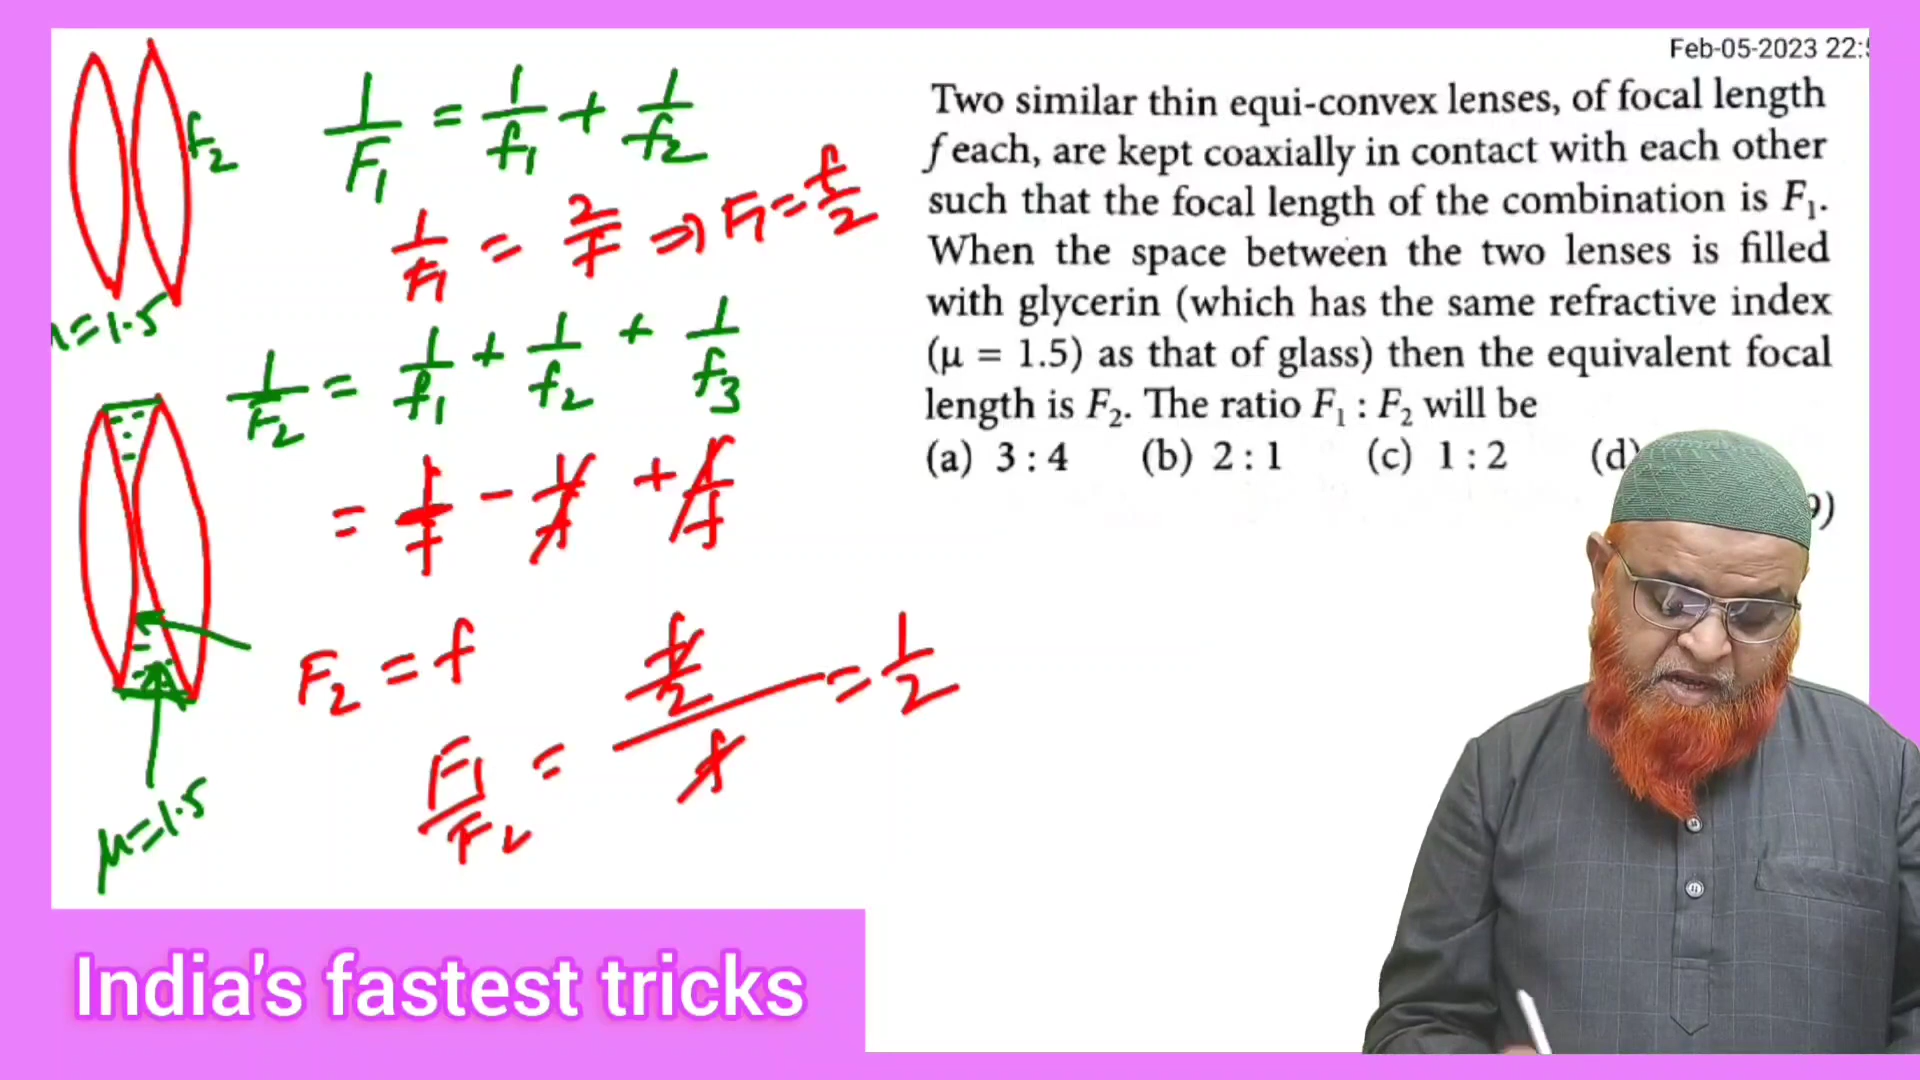 Feb-05-2023 22:
Two similar thin equi-convex lenses, of focal length
f each, are kept coaxially in contact with each other
such that the focal length of the combination is F₁.
When the space between the two lenses is filled
with glycerin (which has the same refractive index
(μ = 1.5) as that of glass) then the equivalent focal
length is F₂. The ratio F₁ : F₂ will be
(a) 3 : 4 (b) 2 : 1 (c) 1 : 2 (d)
9)
f₂
1/F₁ = 1/f₁ + 1/f₂
1/F₁ = 2/f ⇒ F₁ = f/2
μ=1.5
1/F₂ = 1/f₁ + 1/f₂ + 1/f₃
= 1/f - 1/f + 1/f
F₂ = f
F₁/F₂ = (f/2)/f = 1/2
μ=1.5
India's fastest tricks